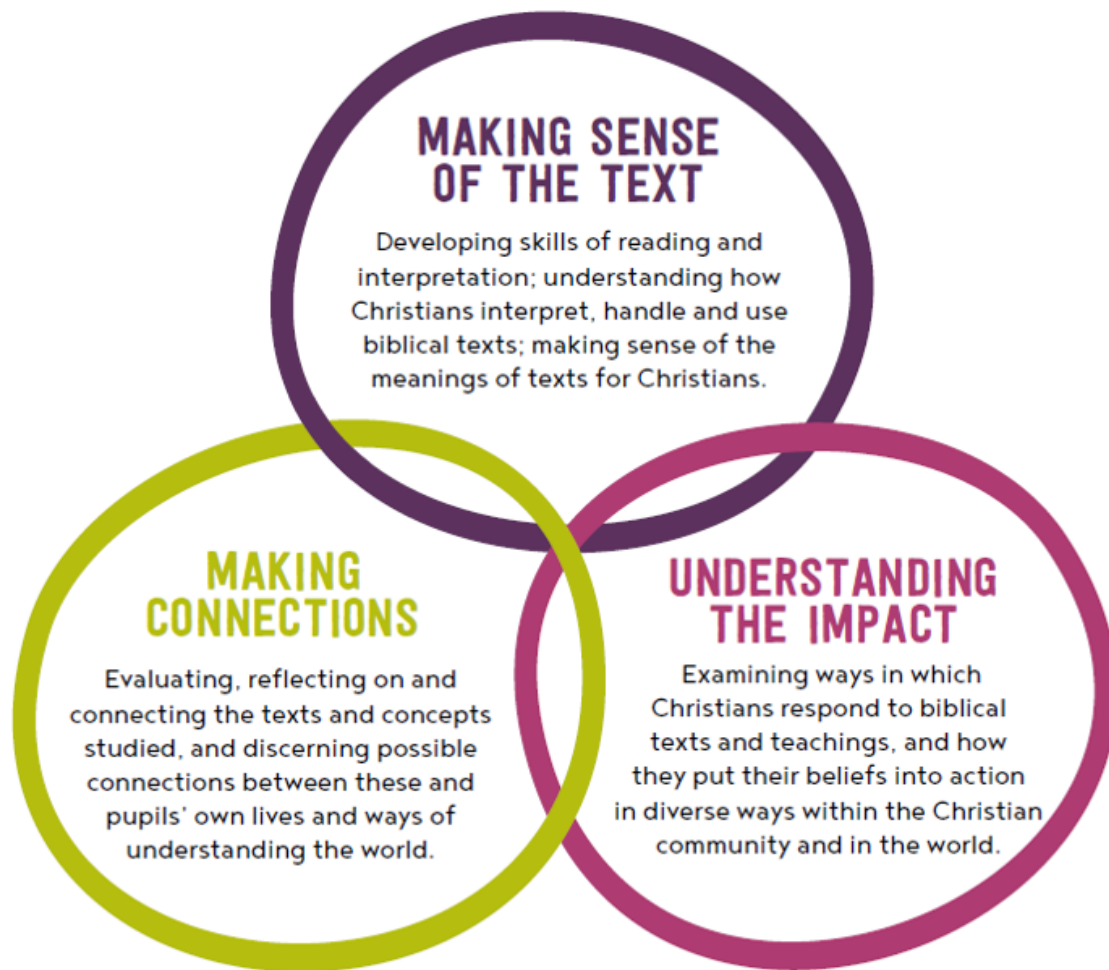 MAKING SENSE
OF THE TEXT
Developing skills of reading and
interpretation; understanding how
Christians interpret, handle and use
biblical texts; making sense of the
meanings of texts for Christians.
MAKING
CONNECTIONS
Evaluating, reflecting on and
connecting the texts and concepts
studied, and discerning possible
connections between these and
pupils' own lives and ways of
understanding the world.
UNDERSTANDING
THE IMPACT
Examining ways in which
Christians respond to biblical
texts and teachings, and how
they put their beliefs into action
in diverse ways within the Christian
community and in the world.